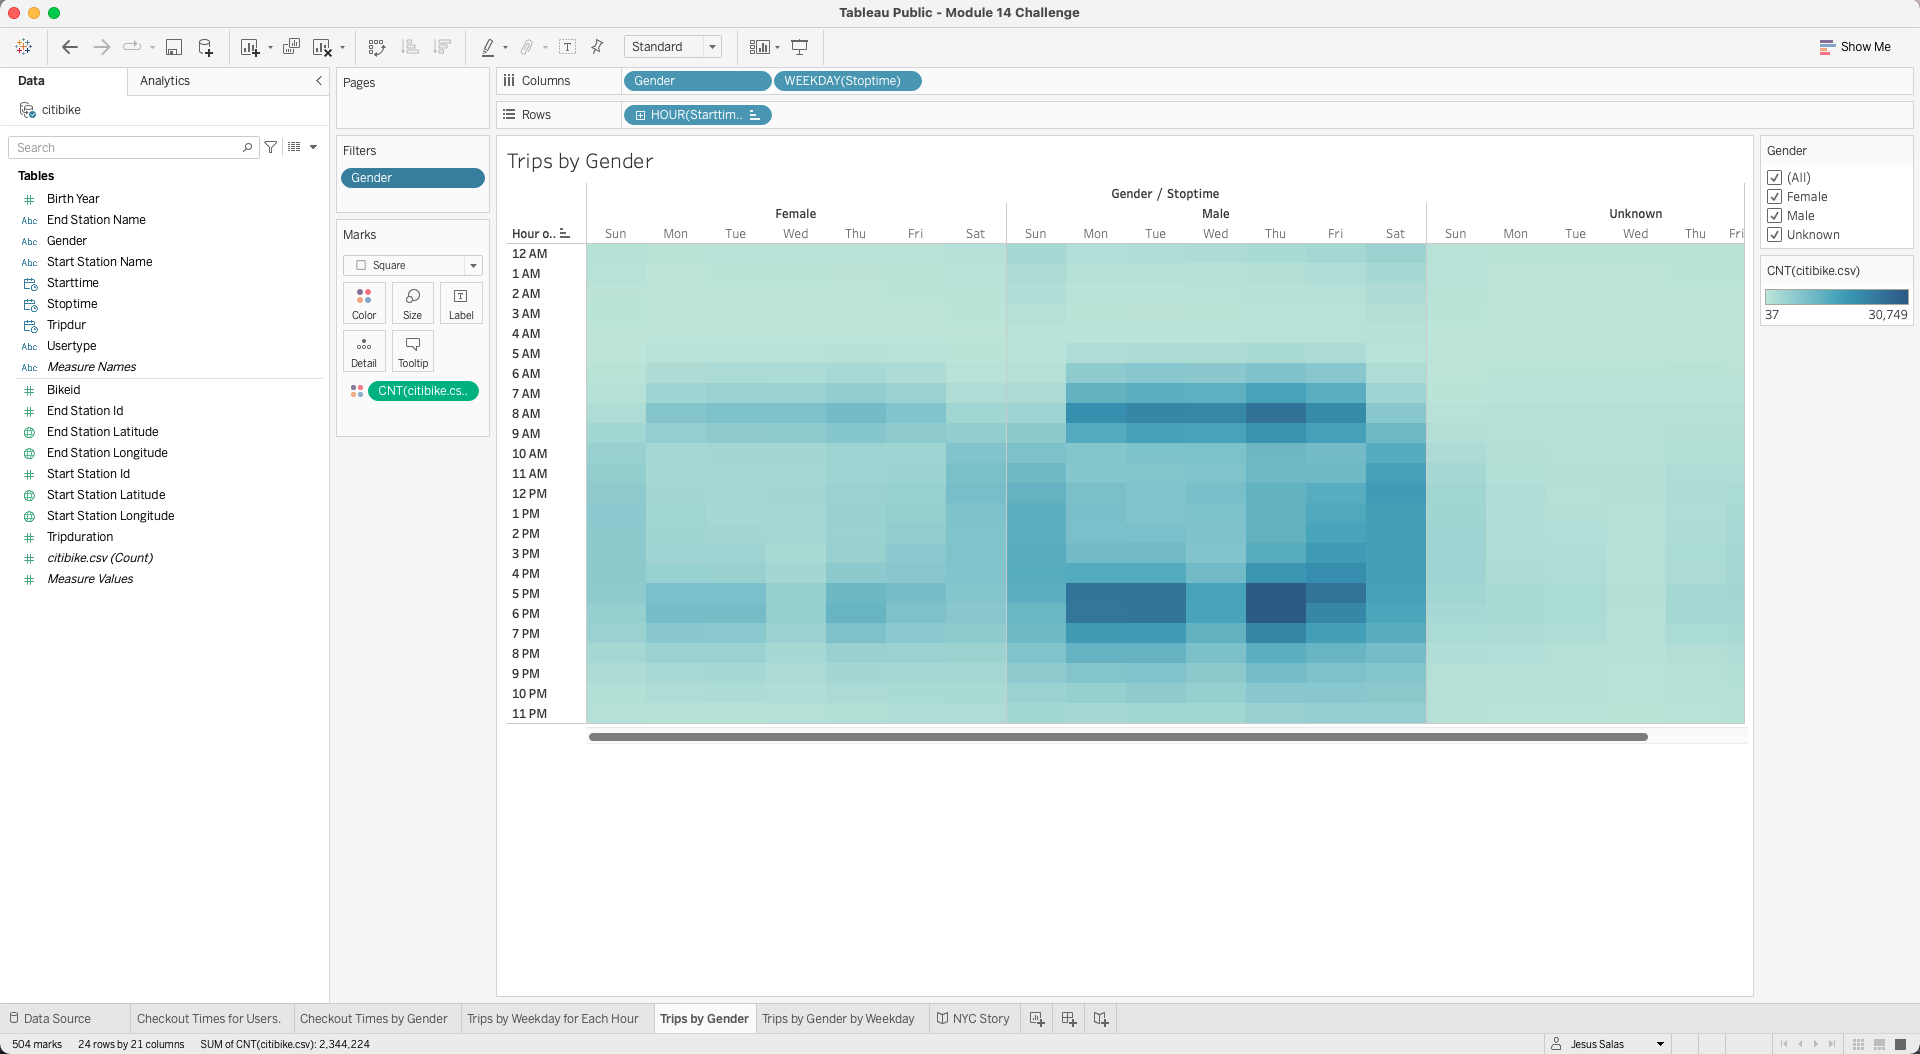 Tableau Public - Module 14 Challenge
Standard
Show Me
Data
Analytics
citibike
Search
Tables
Birth Year
Abc End Station Name
Abc Gender
Abc Start Station Name
Starttime
Stoptime
Tripdur
Abc Usertype
Abc Measure Names
Bikeid
End Station Id
End Station Latitude
End Station Longitude
Start Station Id
Start Station Latitude
Start Station Longitude
Tripduration
citibike.csv (Count)
Measure Values
Pages
Filters
Gender
Marks
Square
Color Size Label
Detail Tooltip
CNT(citibike.cs..
Columns Gender WEEKDAY(Stoptime)
Rows HOUR(Starttim..
Trips by Gender
Gender / Stoptime
Female Male Unknown
Hour o.. Sun Mon Tue Wed Thu Fri Sat Sun Mon Tue Wed Thu Fri Sat Sun Mon Tue Wed Thu Fri
12 AM
1 AM
2 AM
3 AM
4 AM
5 AM
6 AM
7 AM
8 AM
9 AM
10 AM
11 AM
12 PM
1 PM
2 PM
3 PM
4 PM
5 PM
6 PM
7 PM
8 PM
9 PM
10 PM
11 PM
Gender
(All)
Female
Male
Unknown
CNT(citibike.csv)
37 30,749
Data Source
Checkout Times for Users.
Checkout Times by Gender
Trips by Weekday for Each Hour
Trips by Gender
Trips by Gender by Weekday
NYC Story
504 marks 24 rows by 21 columns SUM of CNT(citibike.csv): 2,344,224
Jesus Salas